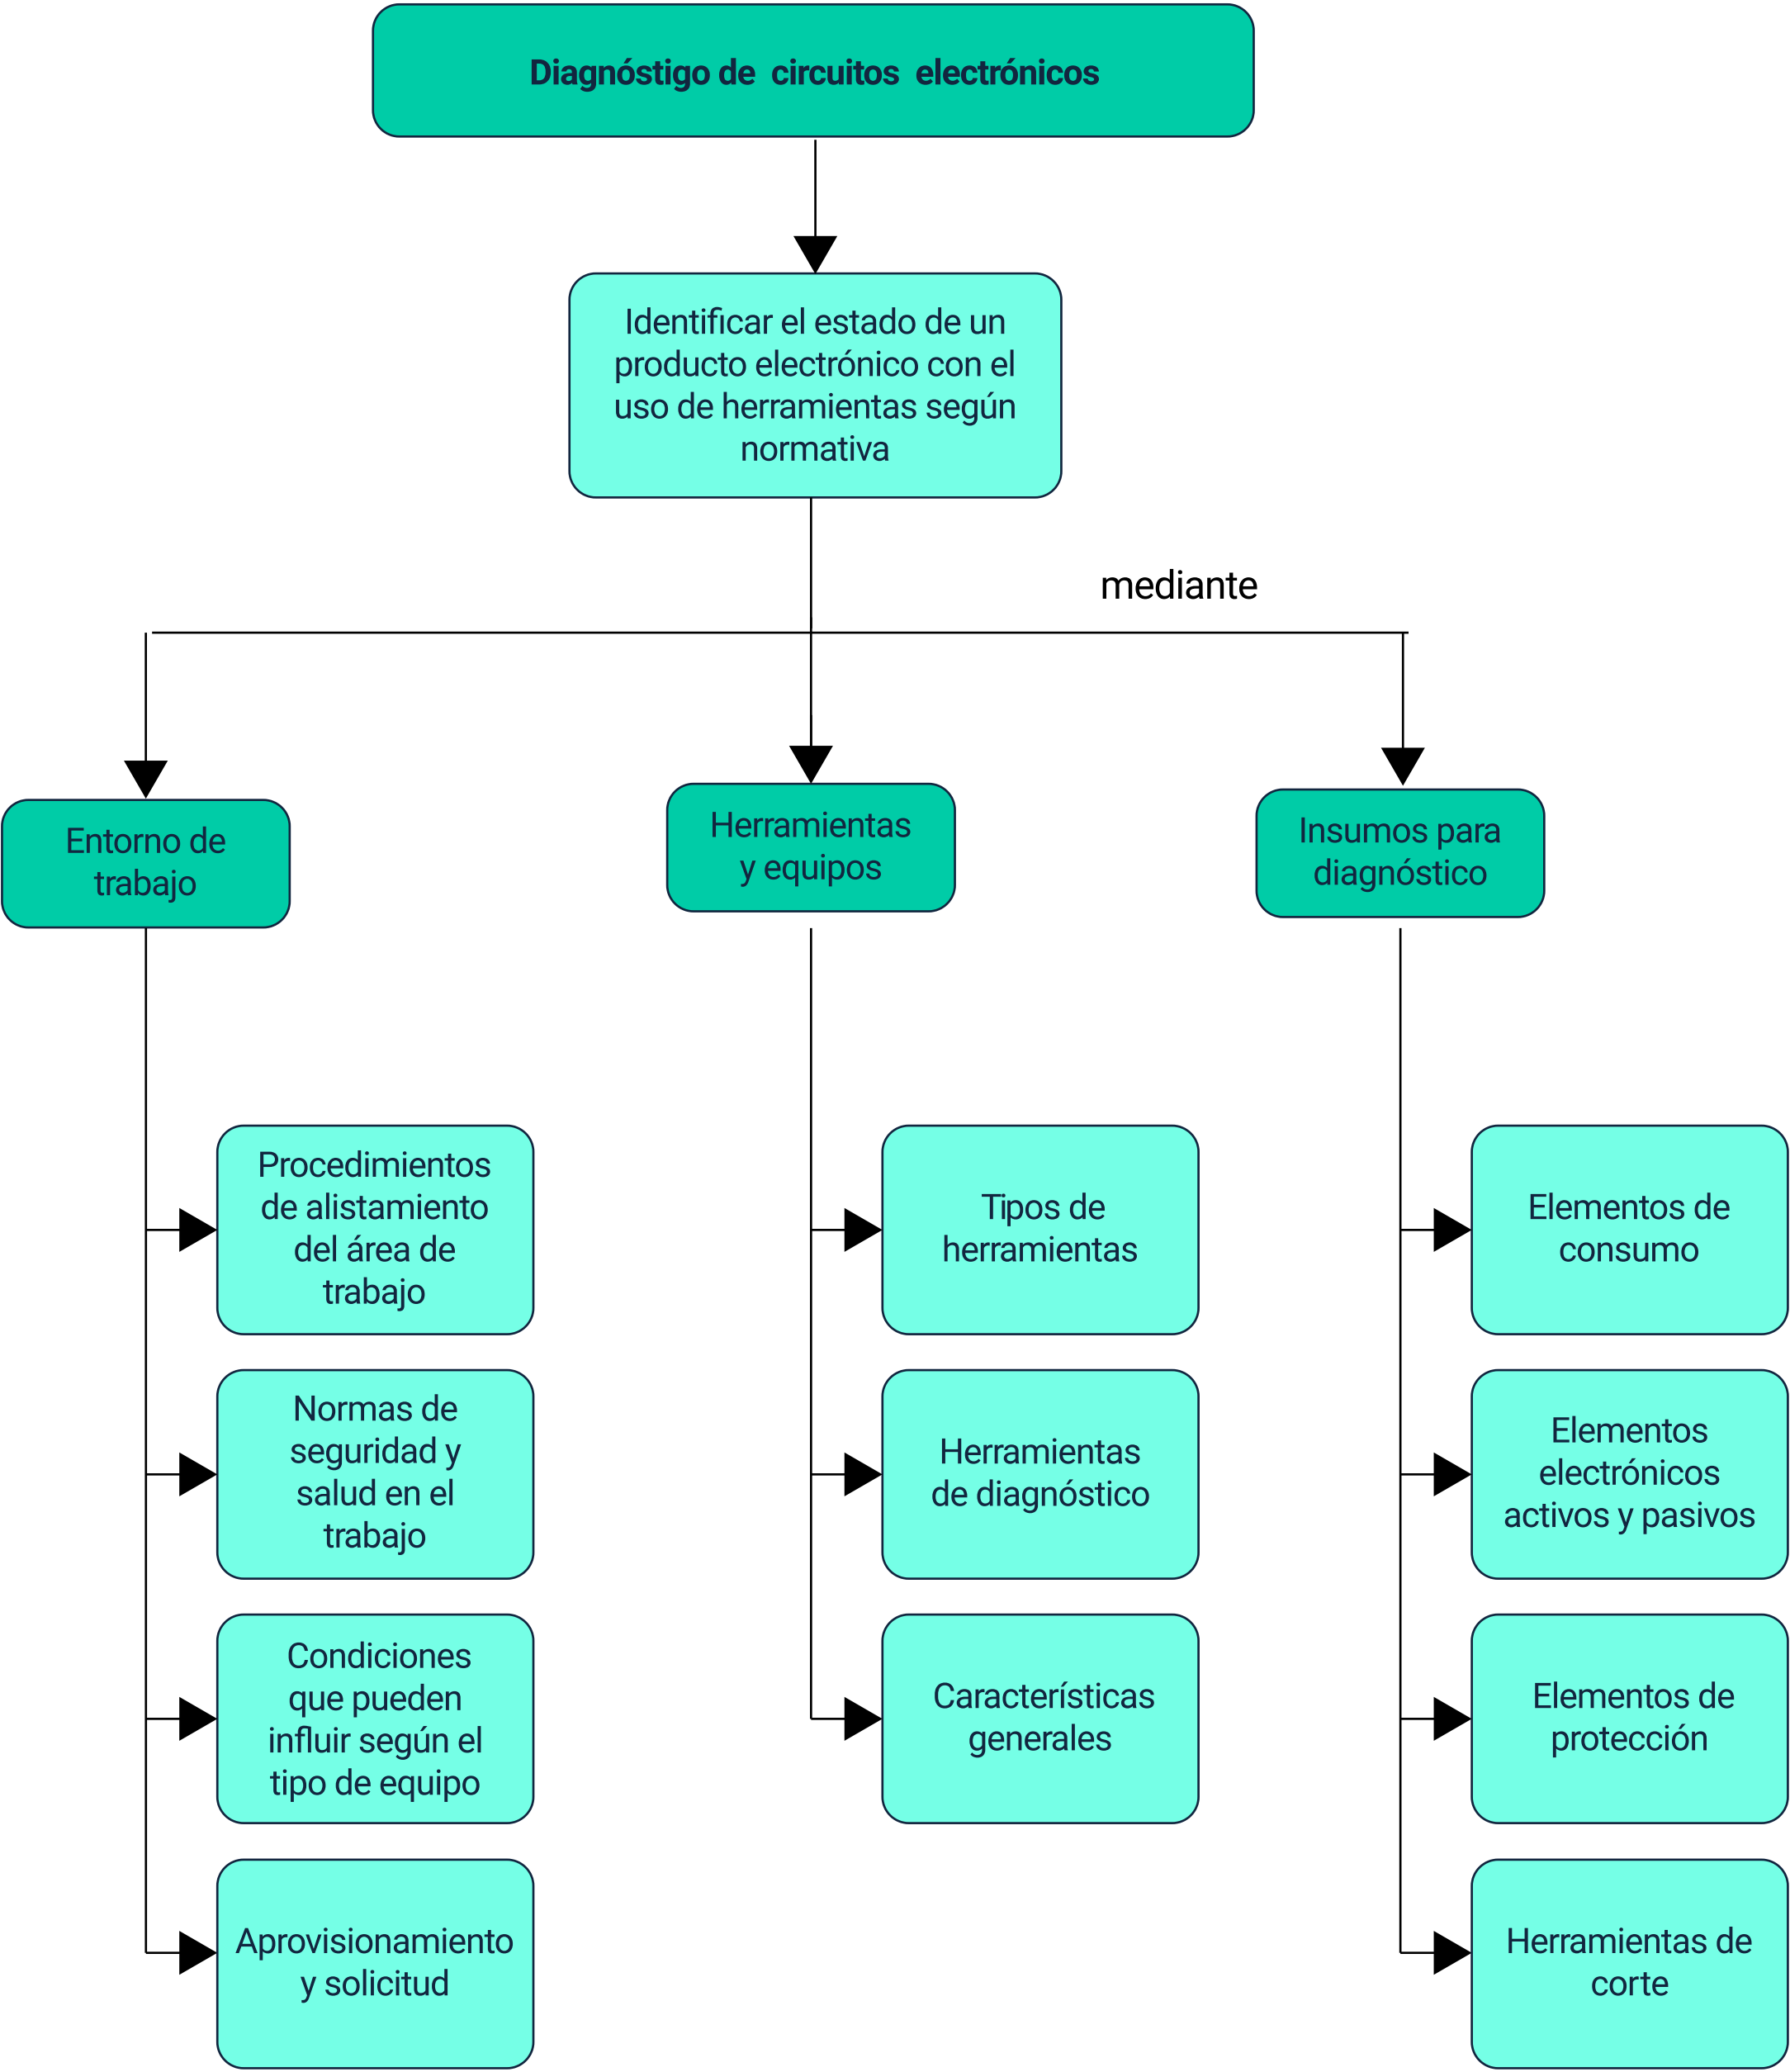 Diagnóstigo de circuitos electrónicos
Identificar el estado de un
producto electrónico con el
uso de herramientas según
normativa
mediante
Entorno de
trabajo
Herramientas
y equipos
Insumos para
diagnóstico
Procedimientos
de alistamiento
del área de
trabajo
Normas de
seguridad y
salud en el
trabajo
Condiciones
que pueden
influir según el
tipo de equipo
Aprovisionamiento
y solicitud
Tipos de
herramientas
Herramientas
de diagnóstico
Características
generales
Elementos de
consumo
Elementos
electrónicos
activos y pasivos
Elementos de
protección
Herramientas de
corte